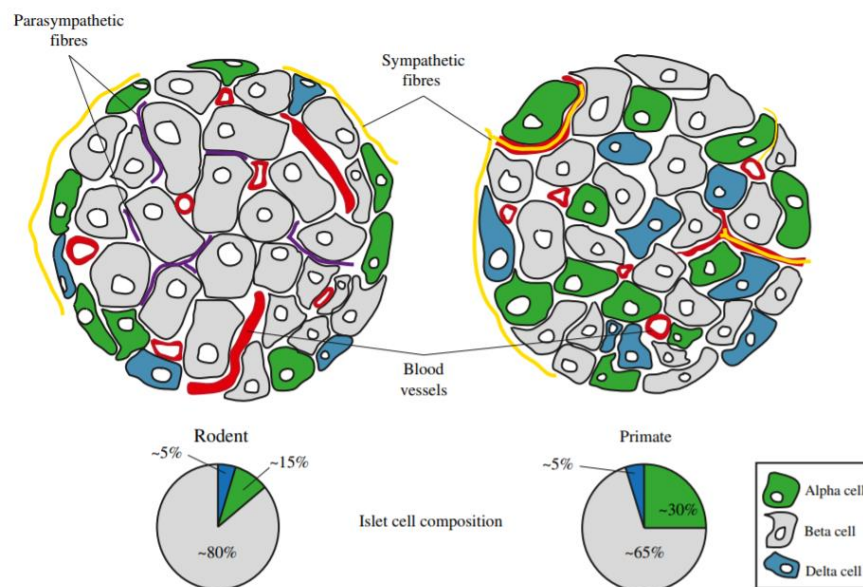 Parasympathetic
fibres
Sympathetic
fibres
Blood
vessels
Rodent
Primate
~5%
~15%
~80%
Islet cell composition
~5%
~30%
~65%
Alpha cell
Beta cell
Delta cell